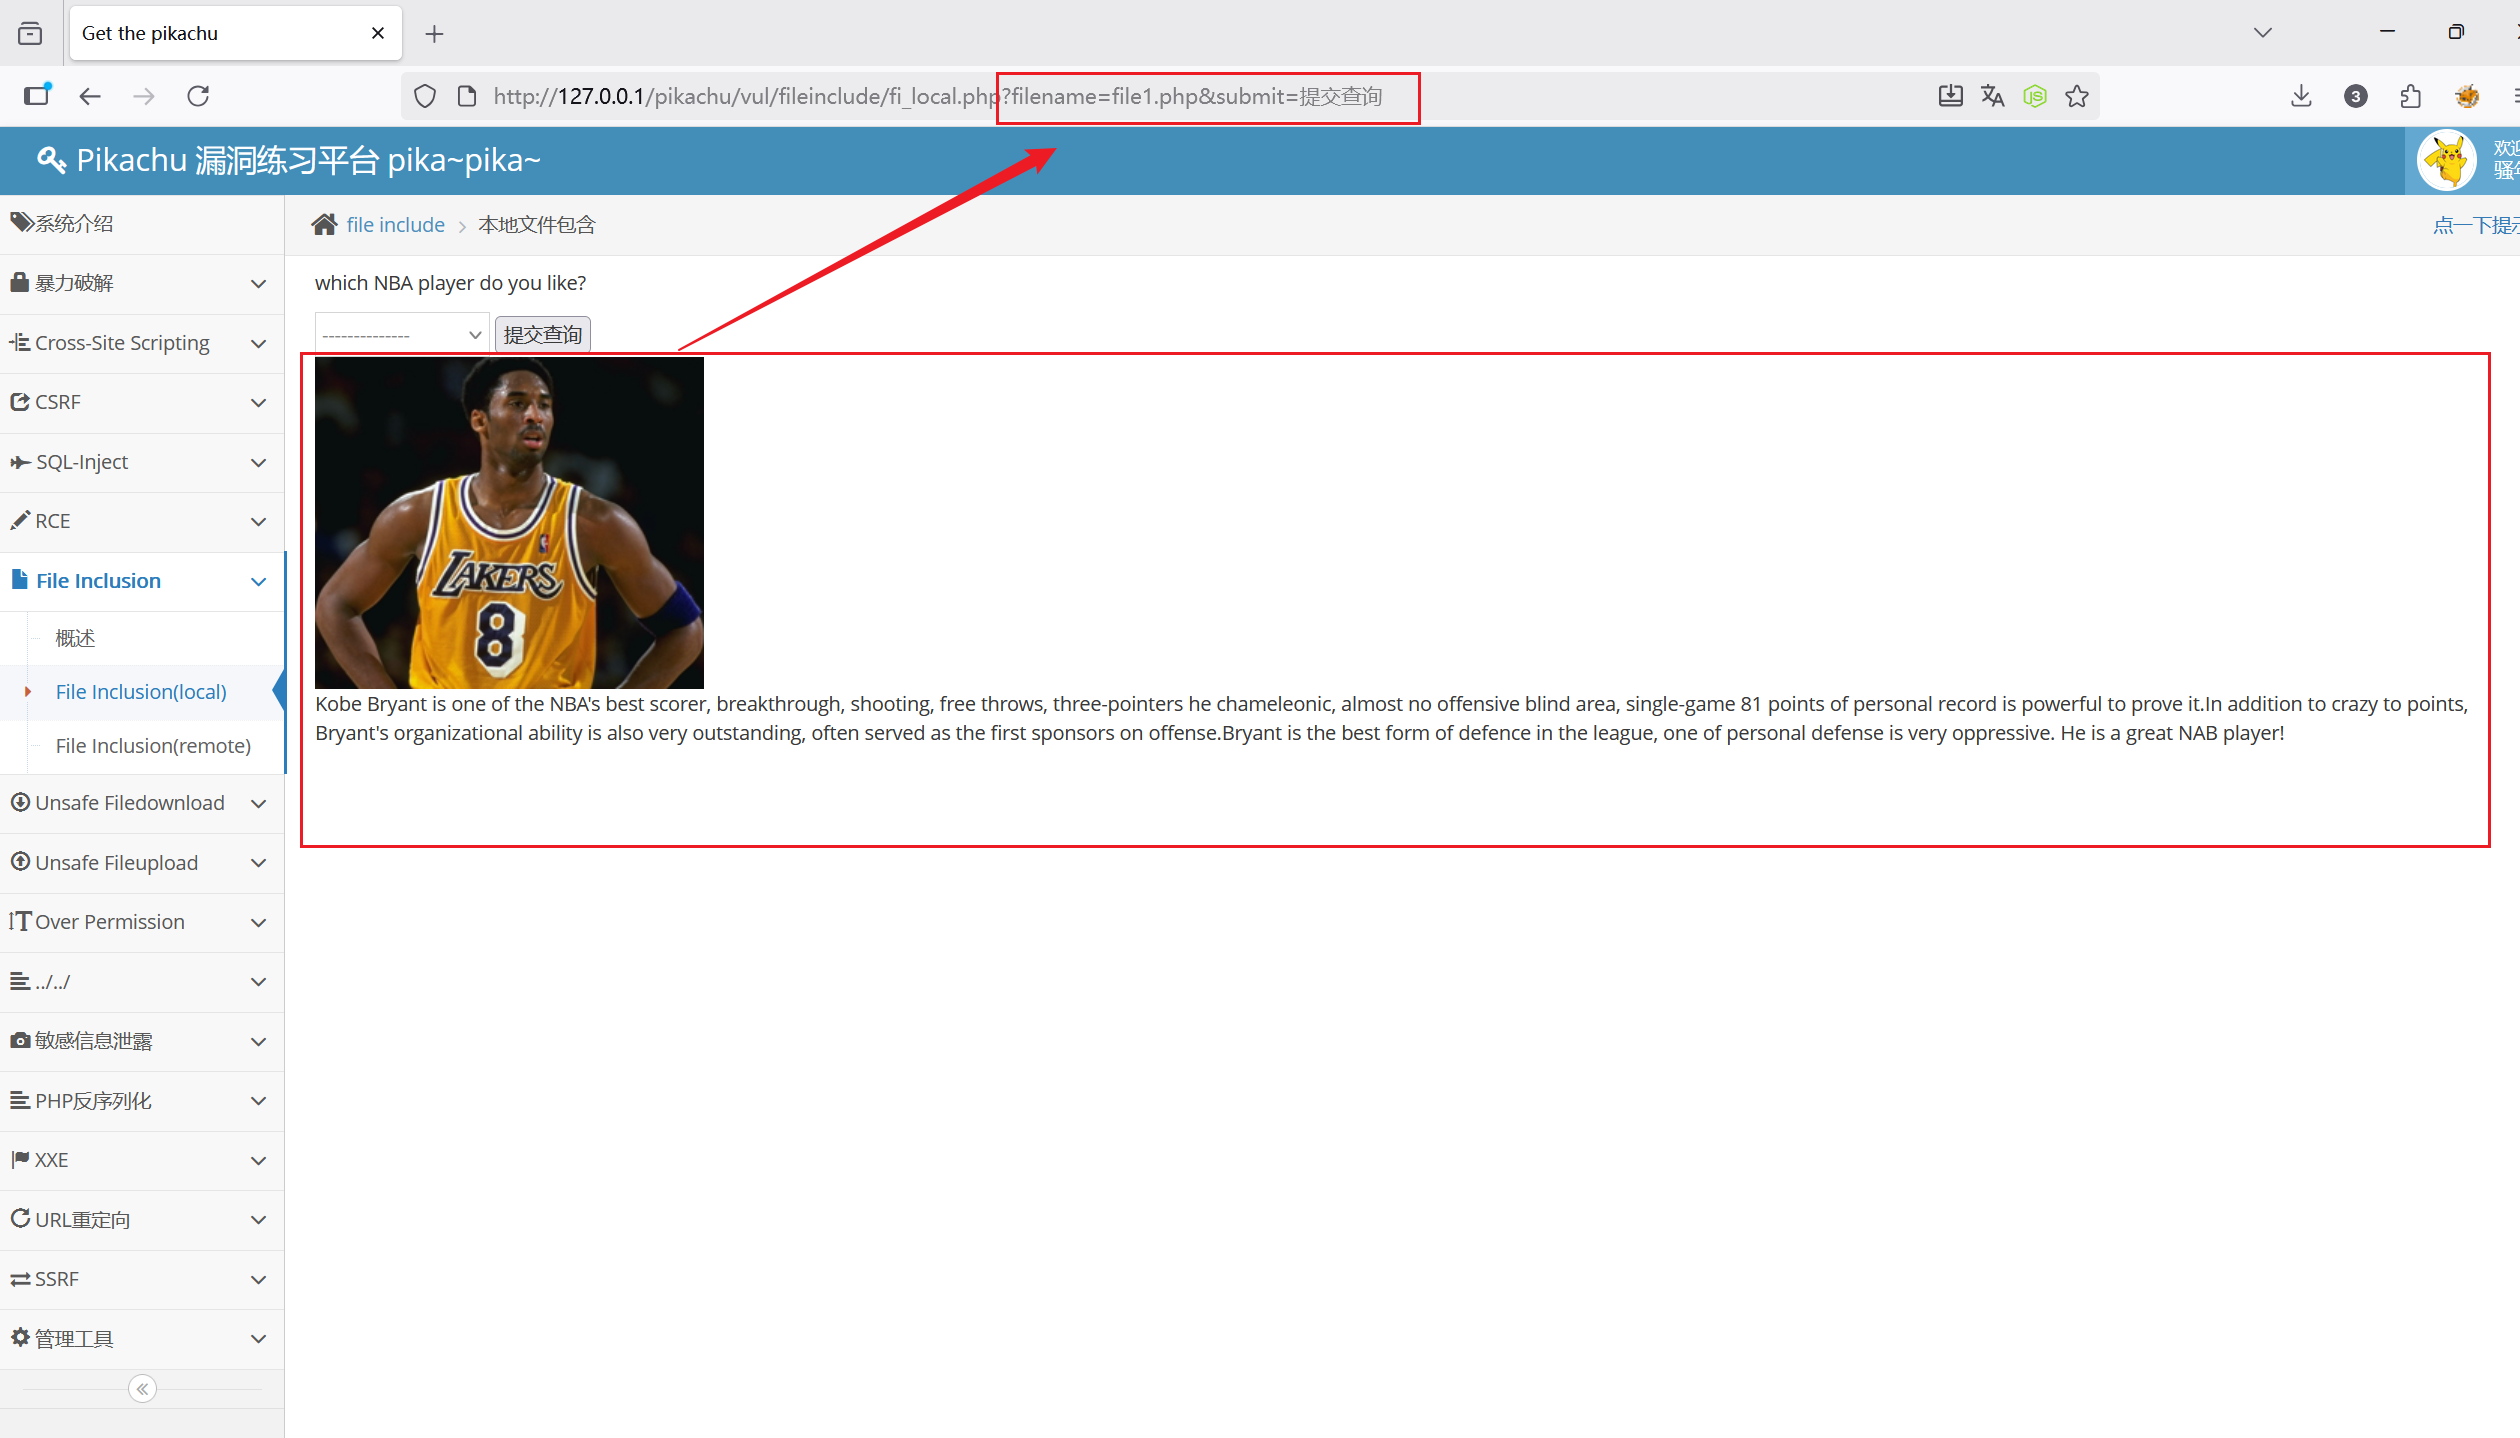 Get the pikachu
http://127.0.0.1/pikachu/vul/fileinclude/fi_local.php?filename=file1.php&submit=提交查询
3
Pikachu 漏洞练习平台 pika~pika~
欢迎
骚年
系统介绍
暴力破解
Cross-Site Scripting
CSRF
SQL-Inject
RCE
File Inclusion
概述
File Inclusion(local)
File Inclusion(remote)
Unsafe Filedownload
Unsafe Fileupload
Over Permission
../../
敏感信息泄露
PHP反序列化
XXE
URL重定向
SSRF
管理工具
file include > 本地文件包含
点一下提示
which NBA player do you like?
--------------
提交查询
LAKERS
8
Kobe Bryant is one of the NBA's best scorer, breakthrough, shooting, free throws, three-pointers he chameleonic, almost no offensive blind area, single-game 81 points of personal record is powerful to prove it.In addition to crazy to points,
Bryant's organizational ability is also very outstanding, often served as the first sponsors on offense.Bryant is the best form of defence in the league, one of personal defense is very oppressive. He is a great NAB player!